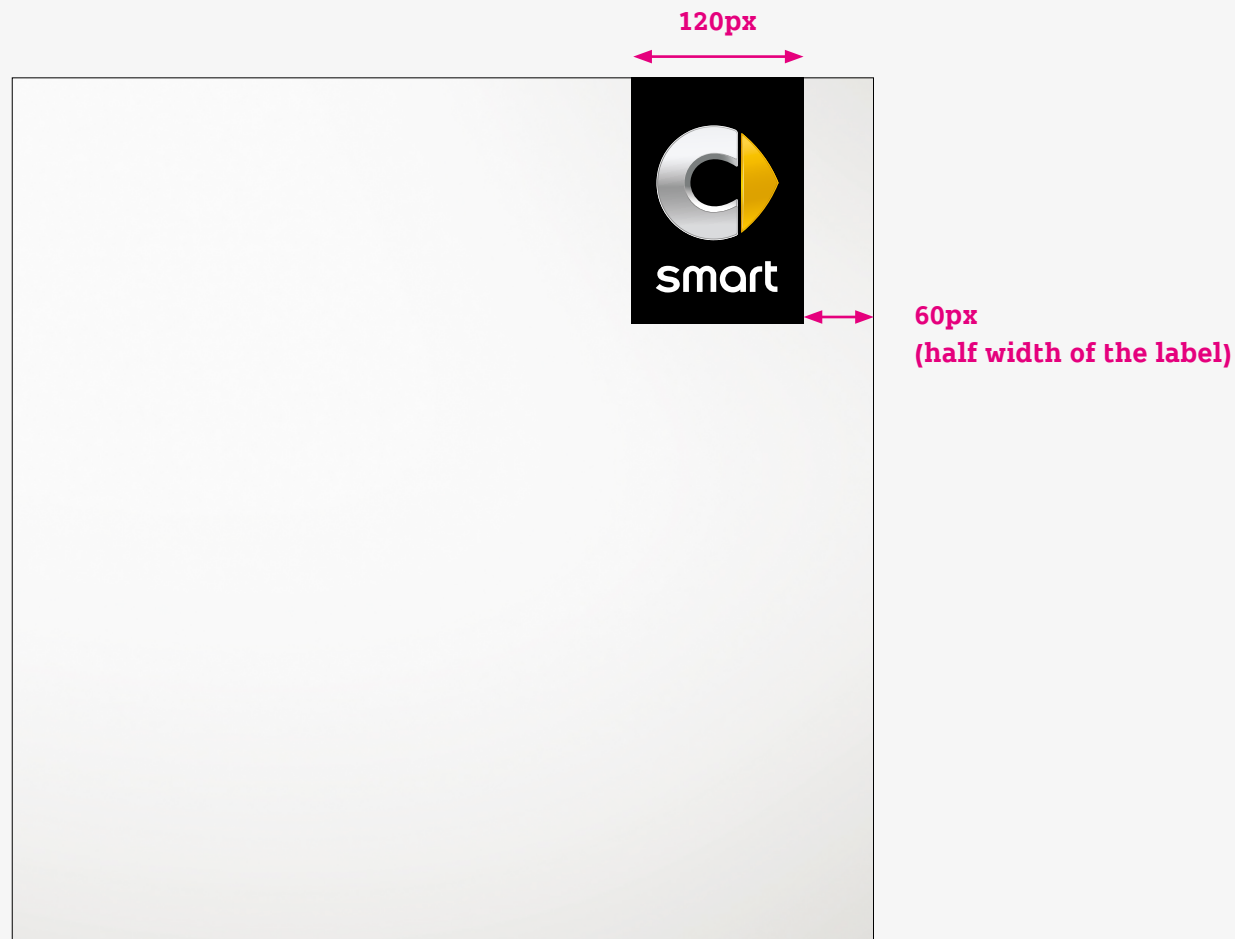 120px
smart
60px
(half width of the label)